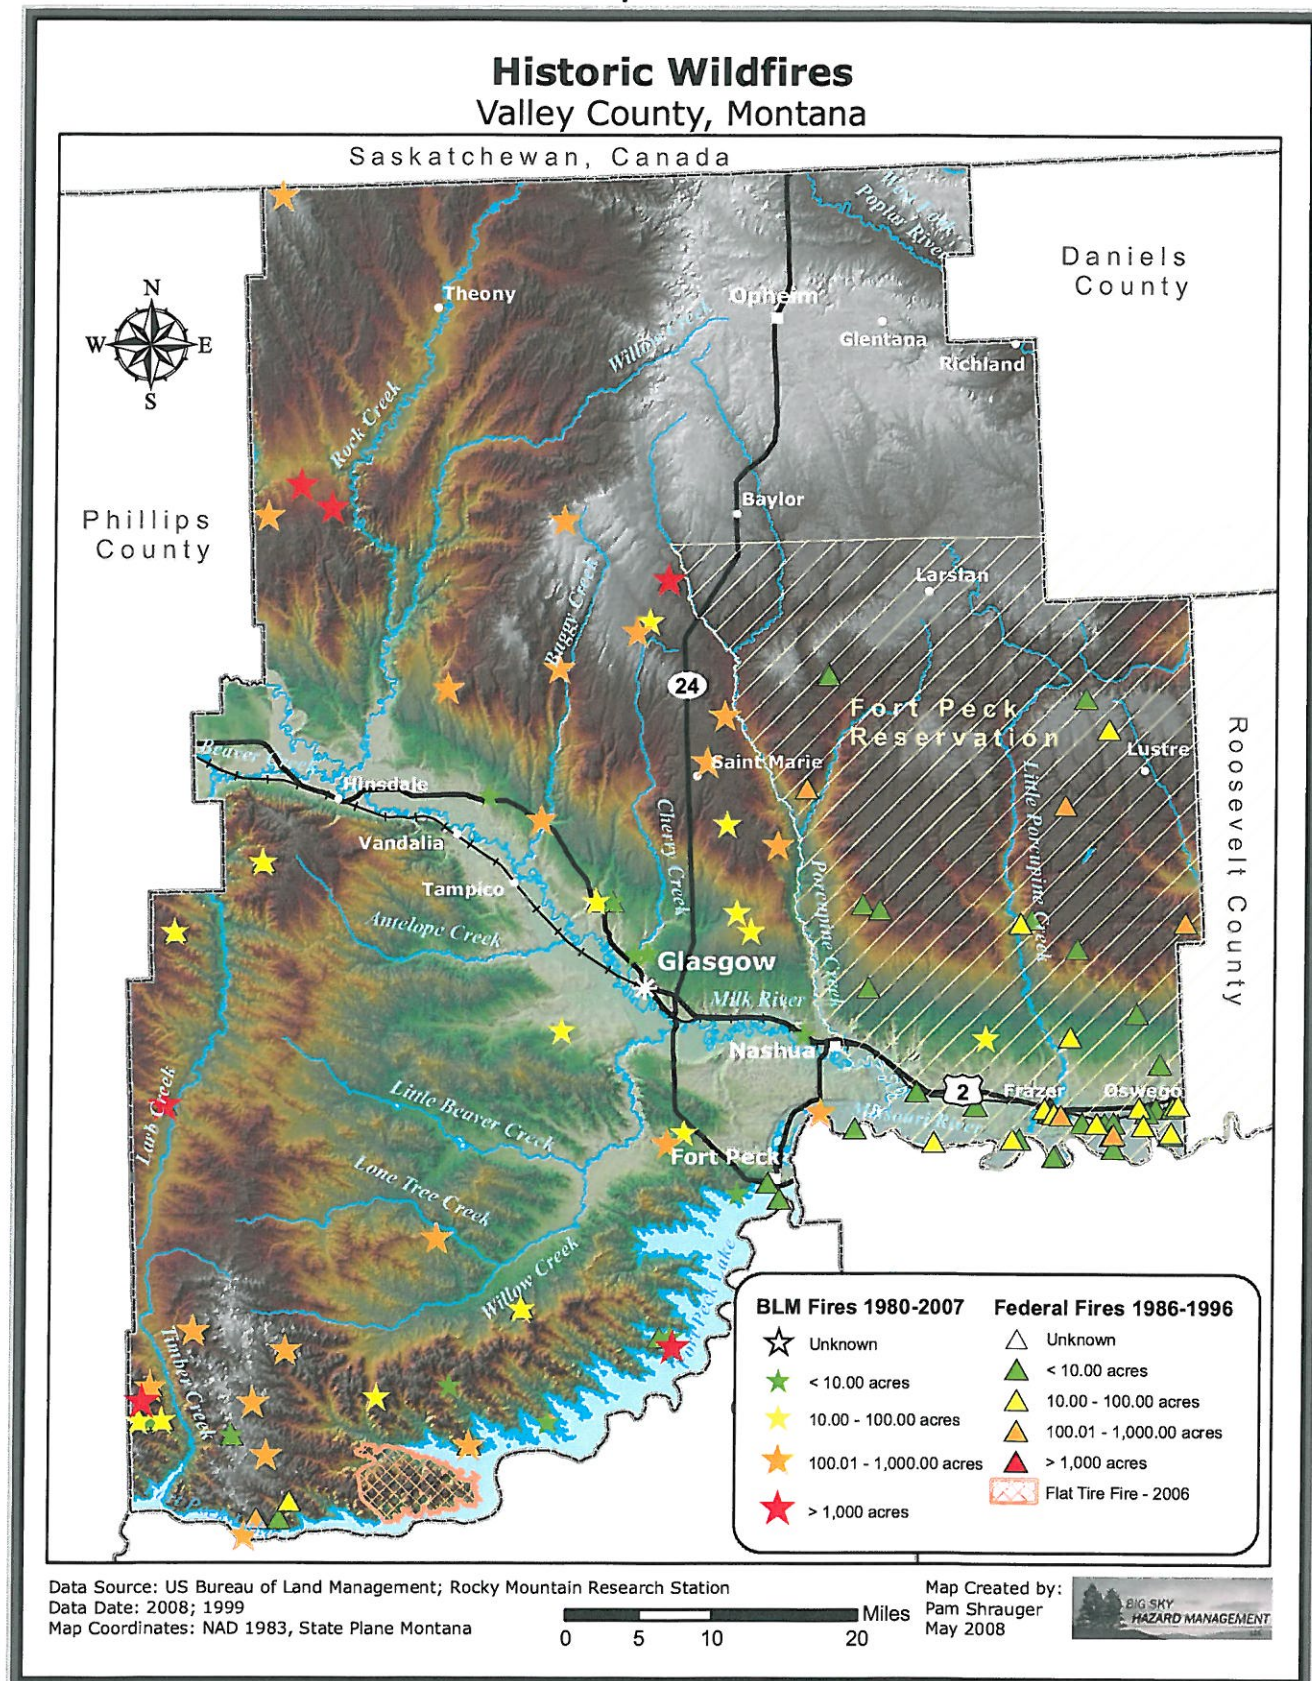 Historic Wildfires
Valley County, Montana
Saskatchewan, Canada
West Fork
Poplar River
Daniels
County
N
W
E
S
Theony
Opheim
Glentana
Richland
Willow Creek
Rock Creek
Phillips
County
Baylor
Larslan
Buggy Creek
24
Fort Peck
Reservation
Lustre
Roosevelt County
Saint Marie
Beaver Creek
Hinsdale
Vandalia
Tampico
Cherry Creek
Porcupine Creek
Little Porcupine Creek
Antelope Creek
Glasgow
Milk River
Nashua
2
Frazer
Oswego
Missouri River
Larb Creek
Little Beaver Creek
Fort Peck
Lone Tree Creek
Willow Creek
Timber Creek
Lake
BLM Fires 1980-2007
Unknown
< 10.00 acres
10.00 - 100.00 acres
100.01 - 1,000.00 acres
> 1,000 acres
Federal Fires 1986-1996
Unknown
< 10.00 acres
10.00 - 100.00 acres
100.01 - 1,000.00 acres
> 1,000 acres
Flat Tire Fire - 2006
Data Source: US Bureau of Land Management; Rocky Mountain Research Station
Data Date: 2008; 1999
Map Coordinates: NAD 1983, State Plane Montana
Miles
0 5 10 20
Map Created by:
Pam Shrauger
May 2008
BIG SKY
HAZARD MANAGEMENT